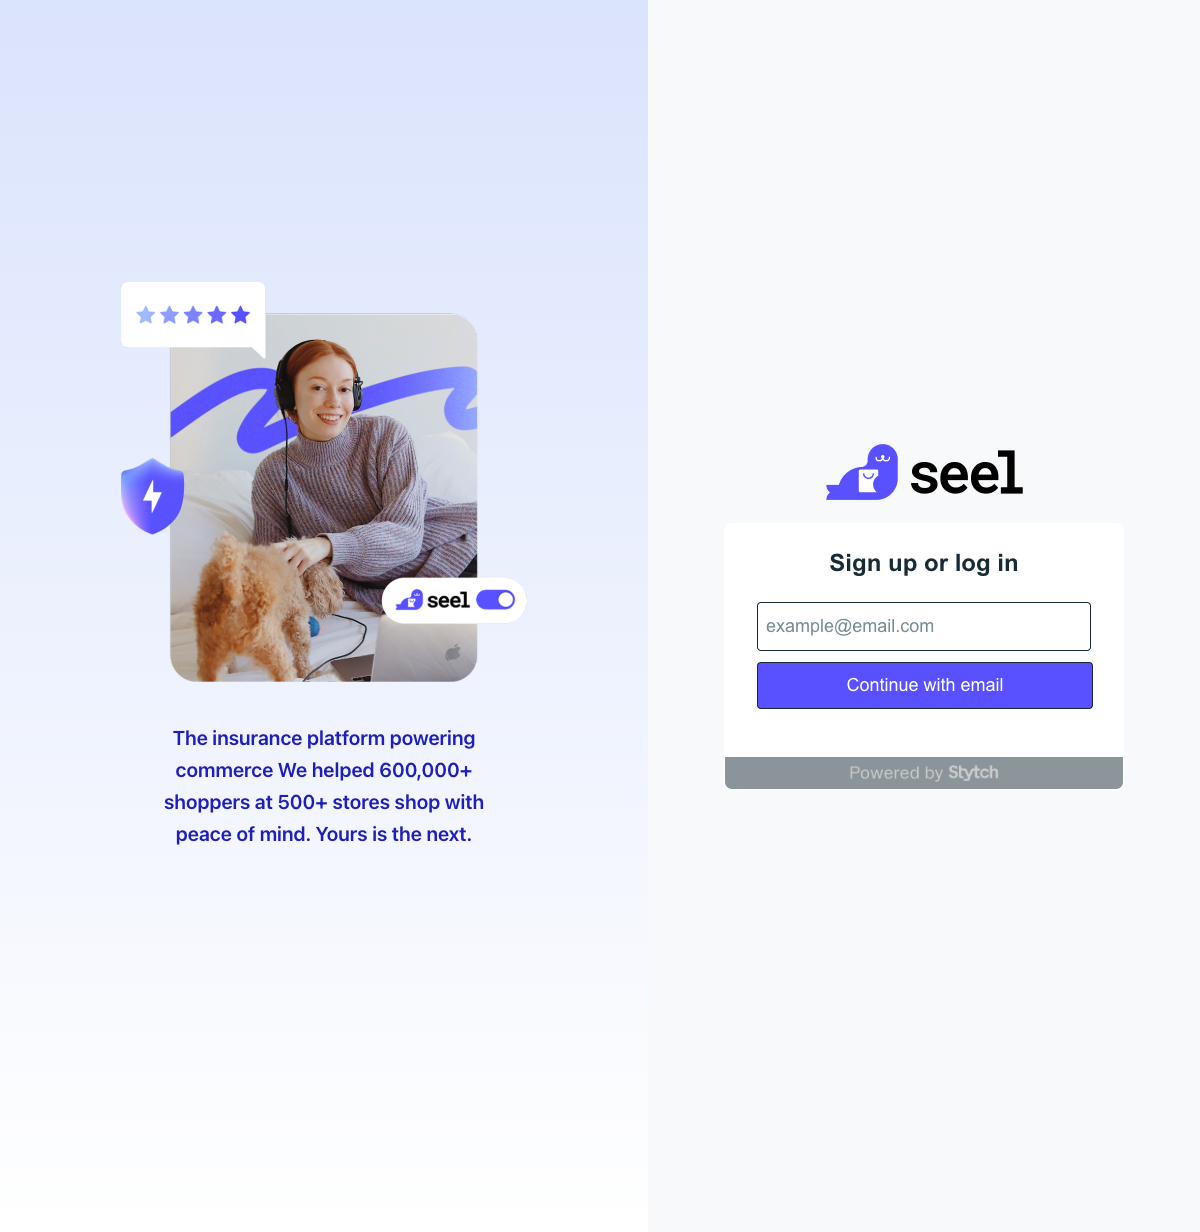 seel
The insurance platform powering
commerce We helped 600,000+
shoppers at 500+ stores shop with
peace of mind. Yours is the next.
seel
Sign up or log in
example@email.com
Continue with email
Powered by Stytch